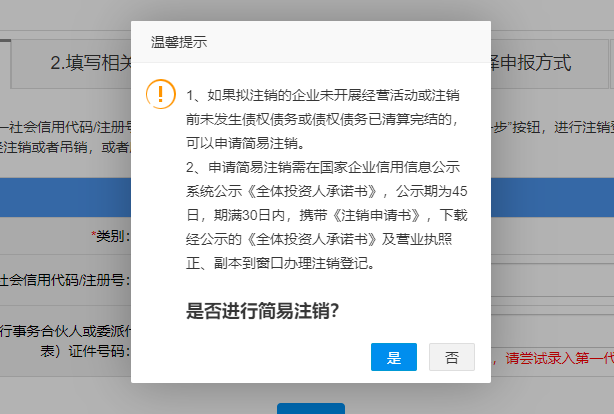 温馨提示
2.填写相关
择申报方式
1、如果拟注销的企业未开展经营活动或注销
前未发生债权债务或债权债务已清算完结的，
可以申请简易注销。
2、申请简易注销需在国家企业信用信息公示
系统公示《全体投资人承诺书》，公示期为45
日，期满30日内，携带《注销申请书》，下载
经公示的《全体投资人承诺书》及营业执照
正、副本到窗口办理注销登记。
是否进行简易注销？
是
否
一社会信用代码/注册号
步”按钮，进行注销登
注销或者吊销，或者
*类别：
社会信用代码/注册号：
行事务合伙人或委派代
表）证件号码：
，请尝试录入第一代